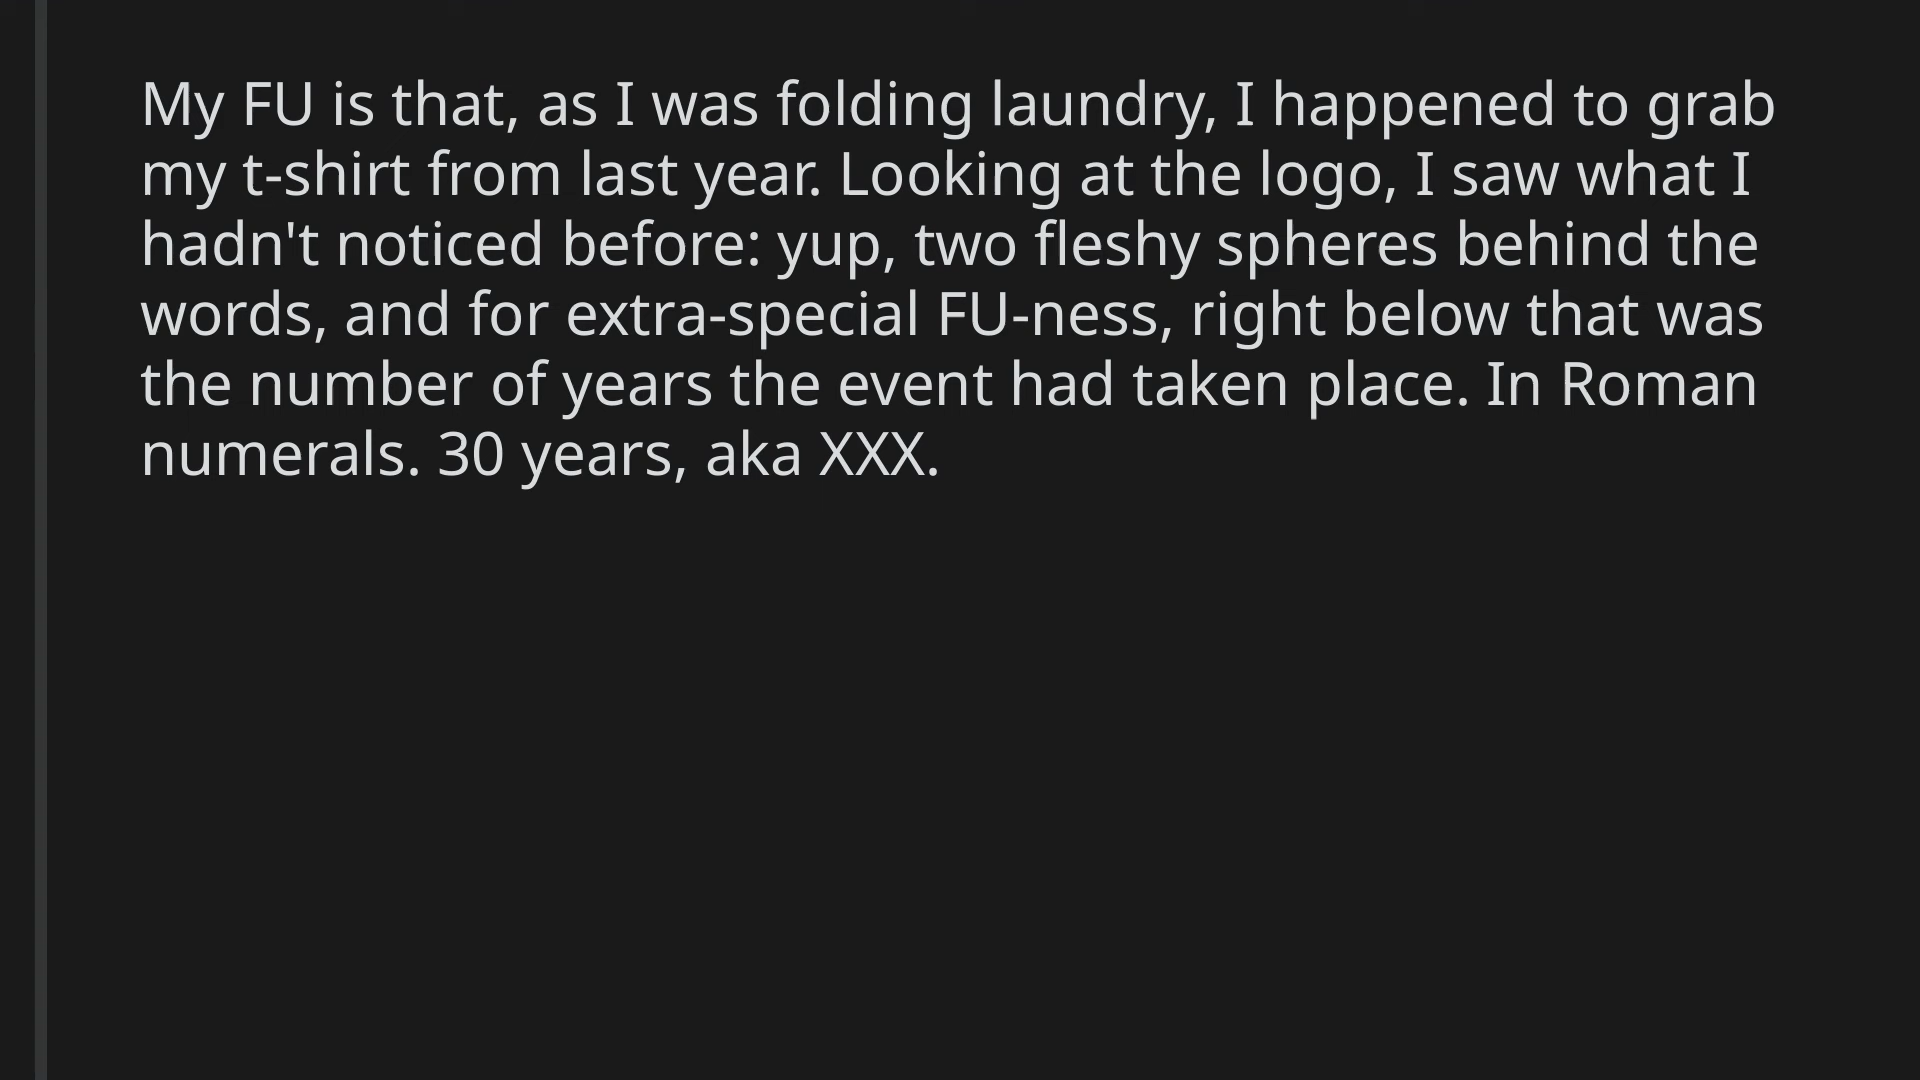 My FU is that, as I was folding laundry, I happened to grab
my t-shirt from last year. Looking at the logo, I saw what I
hadn't noticed before: yup, two fleshy spheres behind the
words, and for extra-special FU-ness, right below that was
the number of years the event had taken place. In Roman
numerals. 30 years, aka XXX.